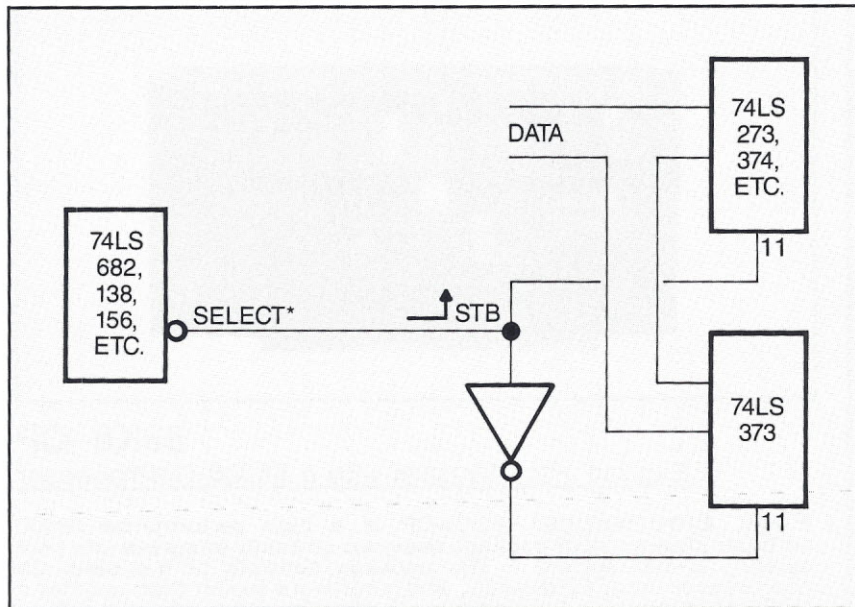 74LS
273,
374,
ETC.
DATA
11
74LS
682,
138,
156,
ETC.
SELECT*
STB
74LS
373
11